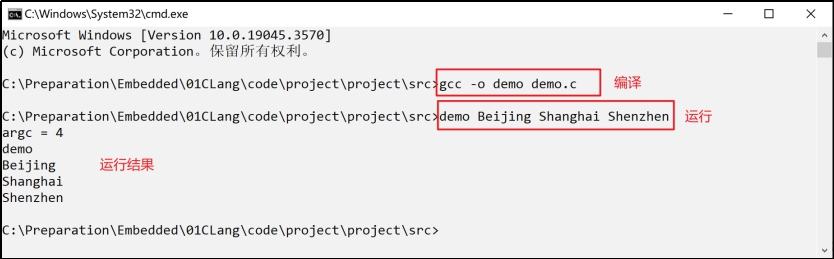 C:\Windows\System32\cmd.exe
Microsoft Windows [Version 10.0.19045.3570]
(c) Microsoft Corporation。保留所有权利。
C:\Preparation\Embedded\01CLang\code\project\project\src>gcc -o demo demo.c 编译
C:\Preparation\Embedded\01CLang\code\project\project\src>demo Beijing Shanghai Shenzhen 运行
argc = 4
demo
Beijing 运行结果
Shanghai
Shenzhen
C:\Preparation\Embedded\01CLang\code\project\project\src>